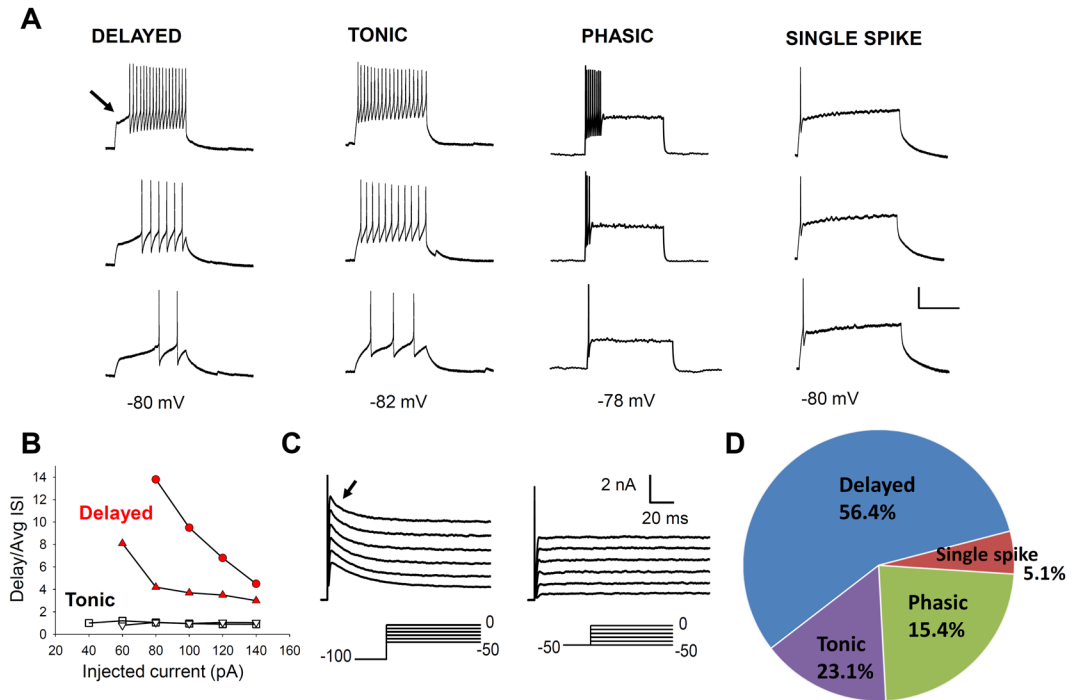 A
DELAYED
TONIC
PHASIC
SINGLE SPIKE
-80 mV
-82 mV
-78 mV
-80 mV
B
Delay/Avg ISI
14
12
10
8
6
4
2
0
Delayed
Tonic
20 40 60 80 100 120 140 160
Injected current (pA)
C
2 nA
20 ms
0
-100
-50
0
-50
-50
D
Delayed
56.4%
Single spike
5.1%
Phasic
15.4%
Tonic
23.1%